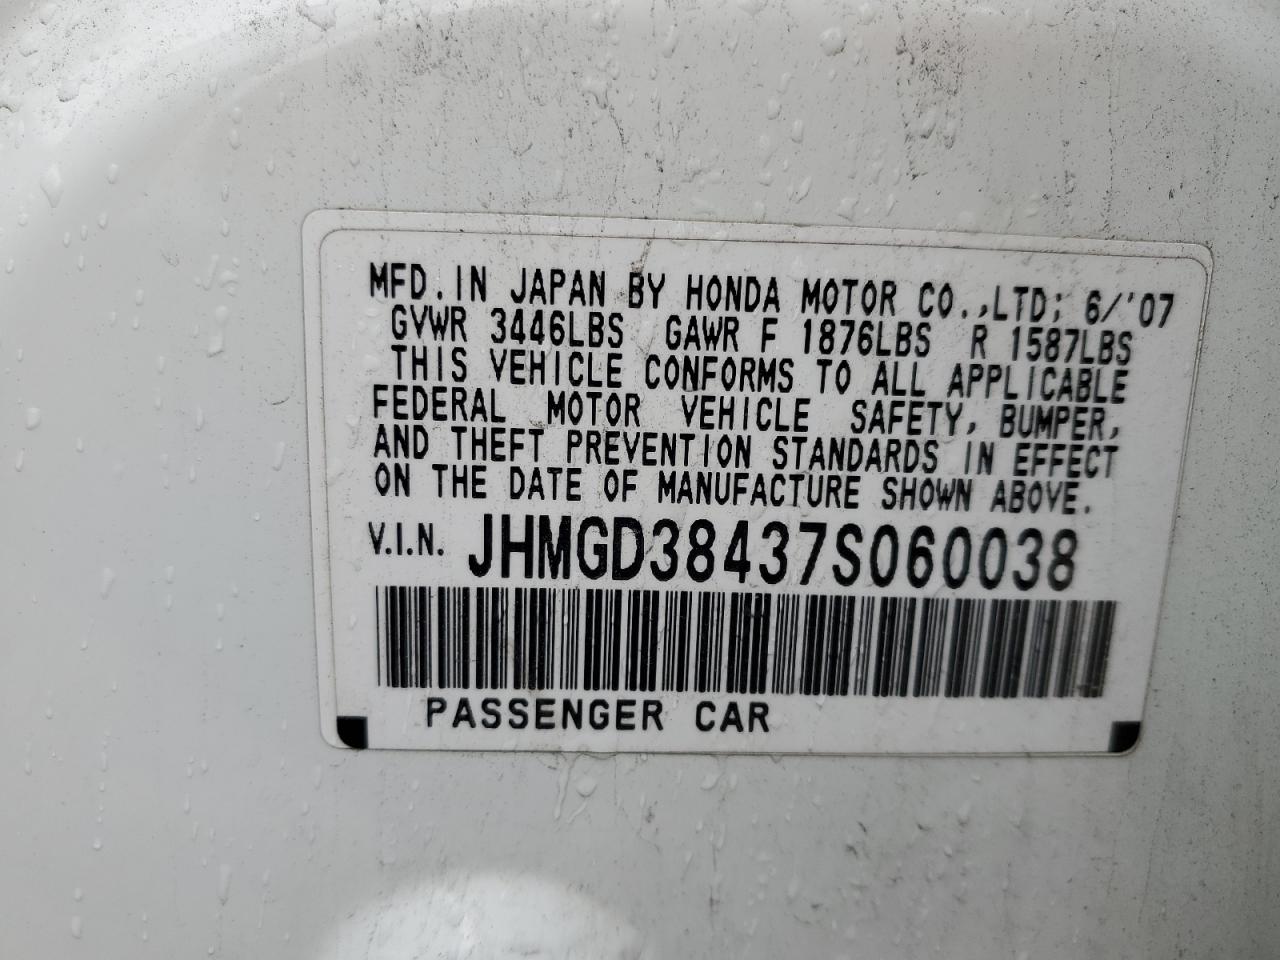 MFD. IN JAPAN BY HONDA MOTOR CO.,LTD; 6/'07
GVWR 3446LBS GAWR F 1876LBS R 1587LBS
THIS VEHICLE CONFORMS TO ALL APPLICABLE
FEDERAL MOTOR VEHICLE SAFETY, BUMPER,
AND THEFT PREVENTION STANDARDS IN EFFECT
ON THE DATE OF MANUFACTURE SHOWN ABOVE.
V.I.N. JHMGD38437S060038
PASSENGER CAR